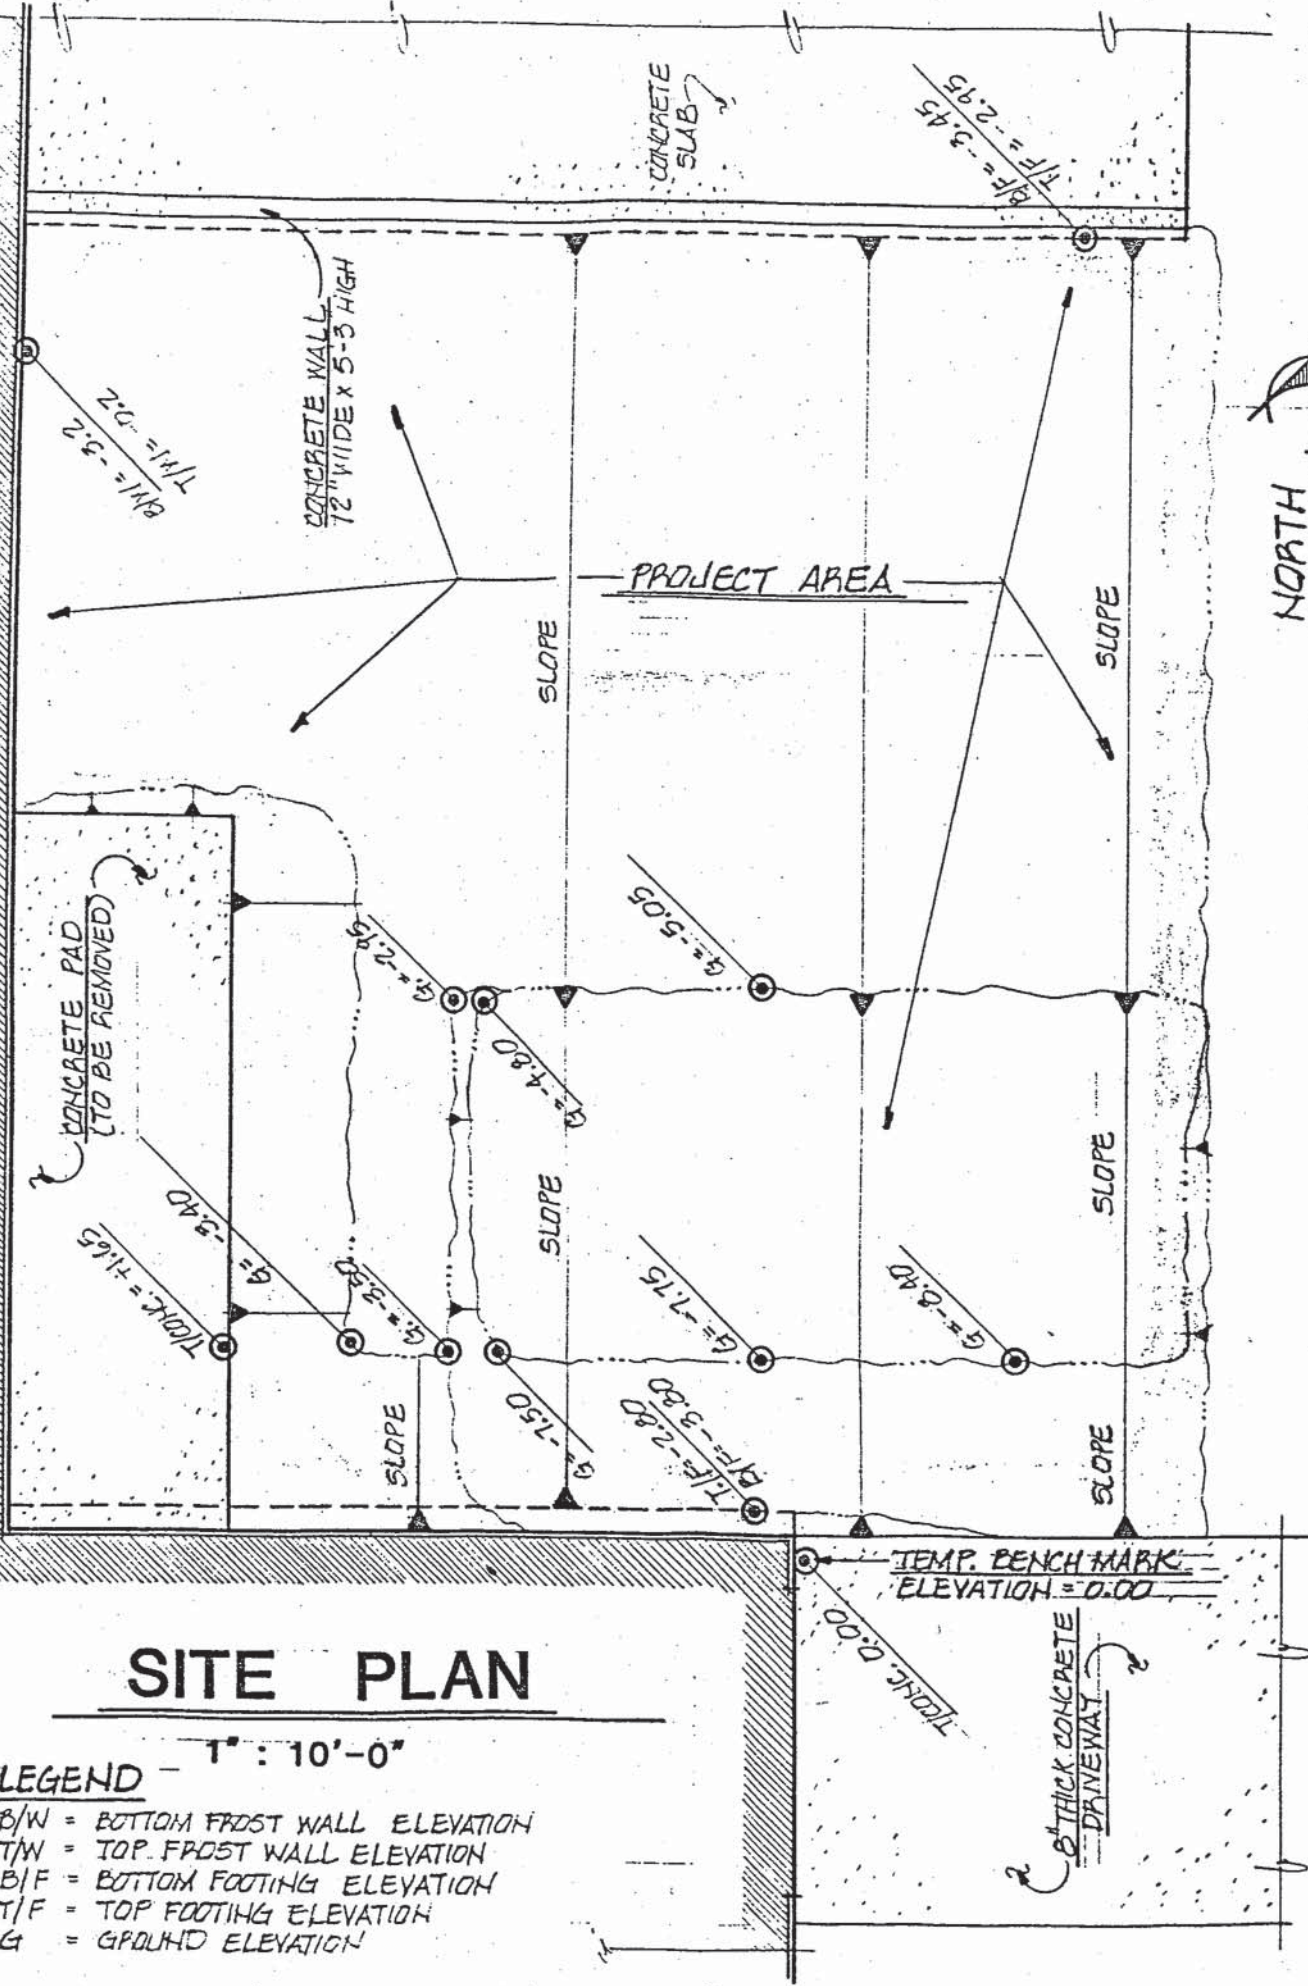 CONCRETE
SLAB
B/F = -3.45
T/F = -2.95
CONCRETE WALL
12" WIDE X 5-3 HIGH
B/W = -3.2
T/W = -0.2
NORTH
PROJECT AREA
SLOPE
SLOPE
CONCRETE PAD
(TO BE REMOVED)
G = -2.95
G = -5.05
G = -4.80
SLOPE
SLOPE
T/CONC. = +1.65
G = -3.40
G = -3.50
G = -7.75
G = -8.40
SLOPE
G = -7.50
T/F = -2.80
B/F = -3.80
SLOPE
TEMP. BENCH MARK
ELEVATION = 0.00
T/CONC. 0.00
8" THICK CONCRETE
DRIVEWAY
SITE PLAN
1" : 10'-0"
LEGEND
B/W = BOTTOM FROST WALL ELEVATION
T/W = TOP FROST WALL ELEVATION
B/F = BOTTOM FOOTING ELEVATION
T/F = TOP FOOTING ELEVATION
G = GROUND ELEVATION